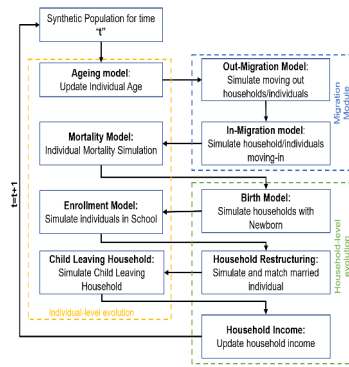 Synthetic Population for time
"t"
Ageing model:
Update Individual Age
Out-Migration Model:
Simulate moving out
households/individuals
Migration
Module
Mortality Model:
Individual Mortality Simulation
In-Migration model:
Simulate household/individuals
moving-in
t=t+1
Birth Model:
Simulate households with
Newborn
Enrollment Model:
Simulate individuals in School
Child Leaving Household:
Simulate Child Leaving
Household
Household Restructuring:
Simulate and match married
individual
Household-level
evolution
Individual-level evolution
Household Income:
Update household income